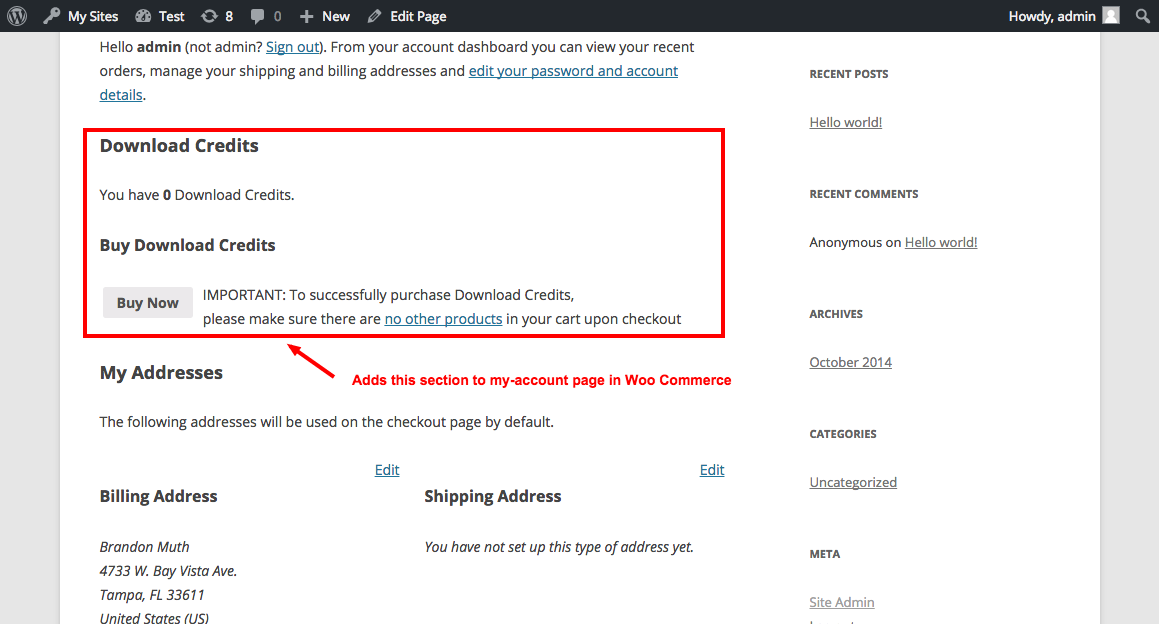 My Sites Test 8 0 New Edit Page Howdy, admin
Hello admin (not admin? Sign out). From your account dashboard you can view your recent
orders, manage your shipping and billing addresses and edit your password and account
details.
Download Credits
You have 0 Download Credits.
Buy Download Credits
Buy Now
IMPORTANT: To successfully purchase Download Credits,
please make sure there are no other products in your cart upon checkout
My Addresses
Adds this section to my-account page in Woo Commerce
The following addresses will be used on the checkout page by default.
Edit
Billing Address
Brandon Muth
4733 W. Bay Vista Ave.
Tampa, FL 33611
United States (US)
Edit
Shipping Address
You have not set up this type of address yet.
RECENT POSTS
Hello world!
RECENT COMMENTS
Anonymous on Hello world!
ARCHIVES
October 2014
CATEGORIES
Uncategorized
META
Site Admin